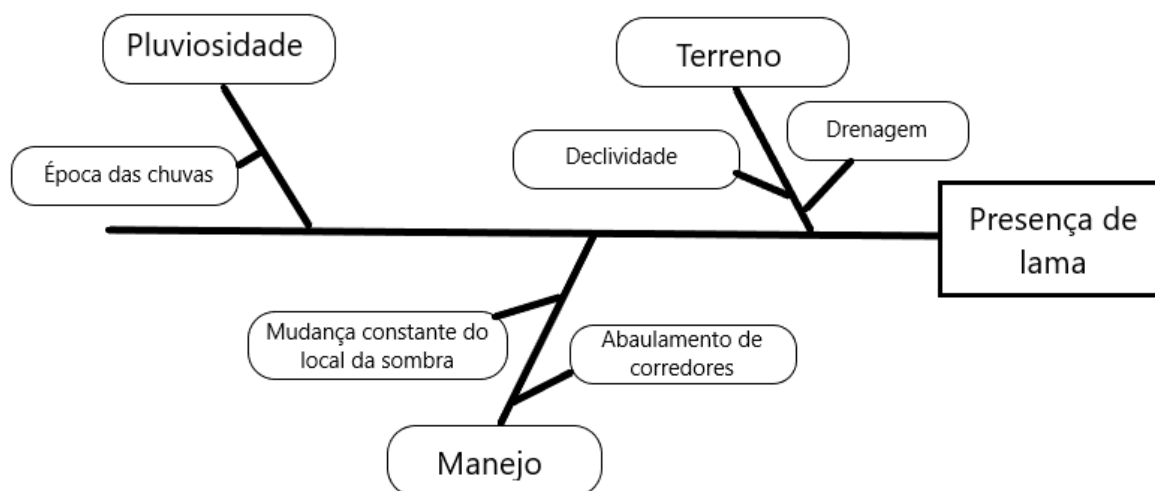 Pluviosidade
Terreno
Época das chuvas
Declividade
Drenagem
Presença de
lama
Mudança constante do
local da sombra
Abaulamento de
corredores
Manejo